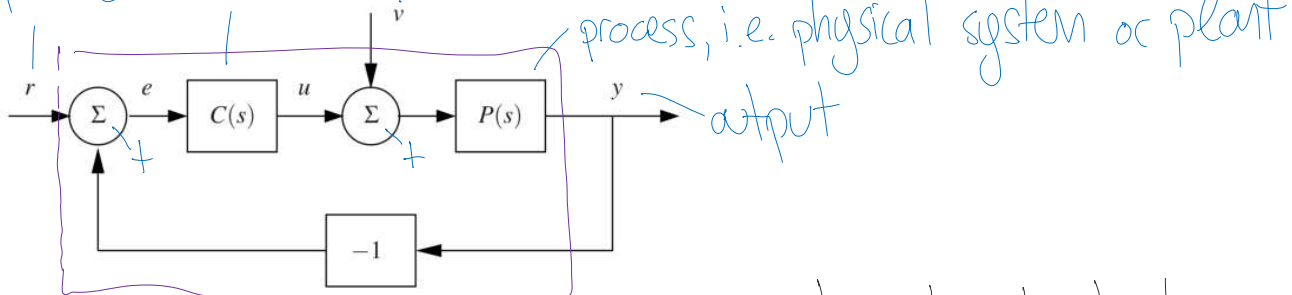 v
process, i.e. physical system or plant
r e u y
Σ C(s) Σ P(s)
output
+ +
−1